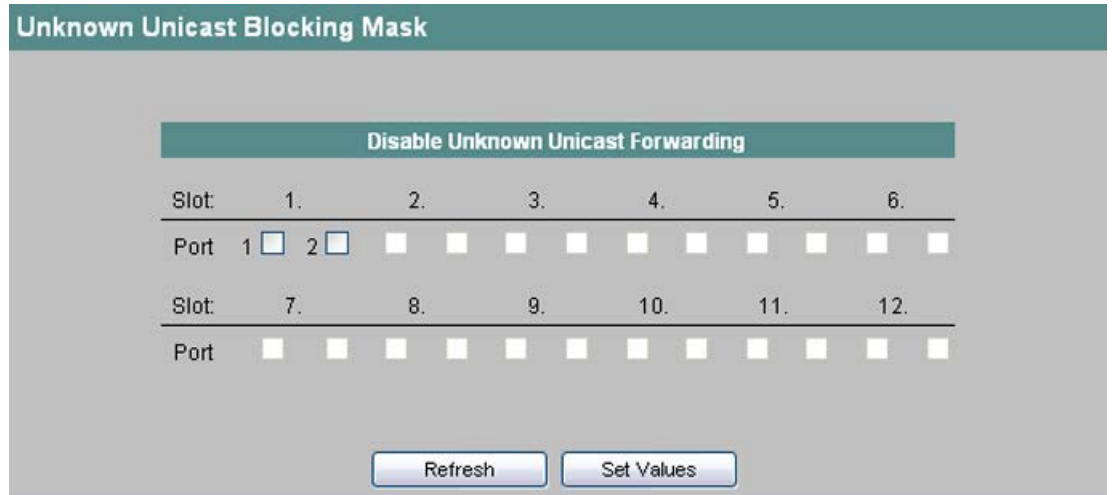 Unknown Unicast Blocking Mask
Disable Unknown Unicast Forwarding
Slot: 1. 2. 3. 4. 5. 6.
Port 1 2
Slot: 7. 8. 9. 10. 11. 12.
Port
Refresh Set Values